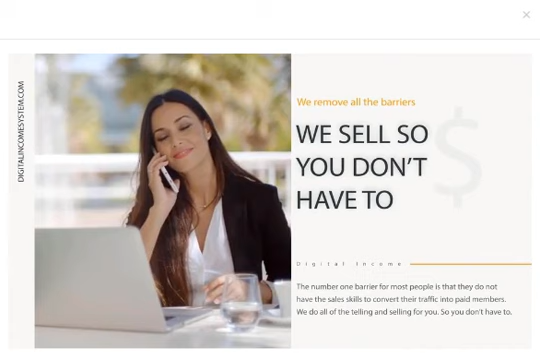 DIGITALINCOMESYSTEM.COM
We remove all the barriers
WE SELL SO
YOU DON'T
HAVE TO
Digital Income
The number one barrier for most people is that they do not
have the sales skills to convert their traffic into paid members.
We do all of the telling and selling for you. So you don't have to.